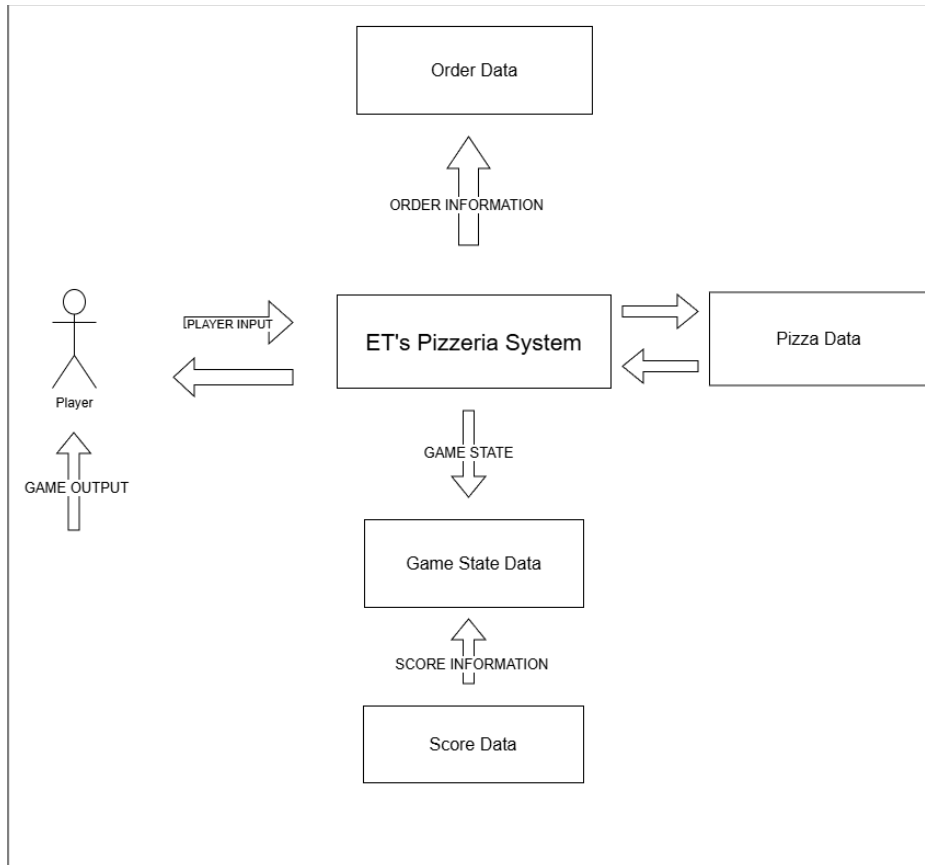 Order Data
ORDER INFORMATION
PLAYER INPUT
ET's Pizzeria System
Pizza Data
Player
GAME STATE
GAME OUTPUT
Game State Data
SCORE INFORMATION
Score Data